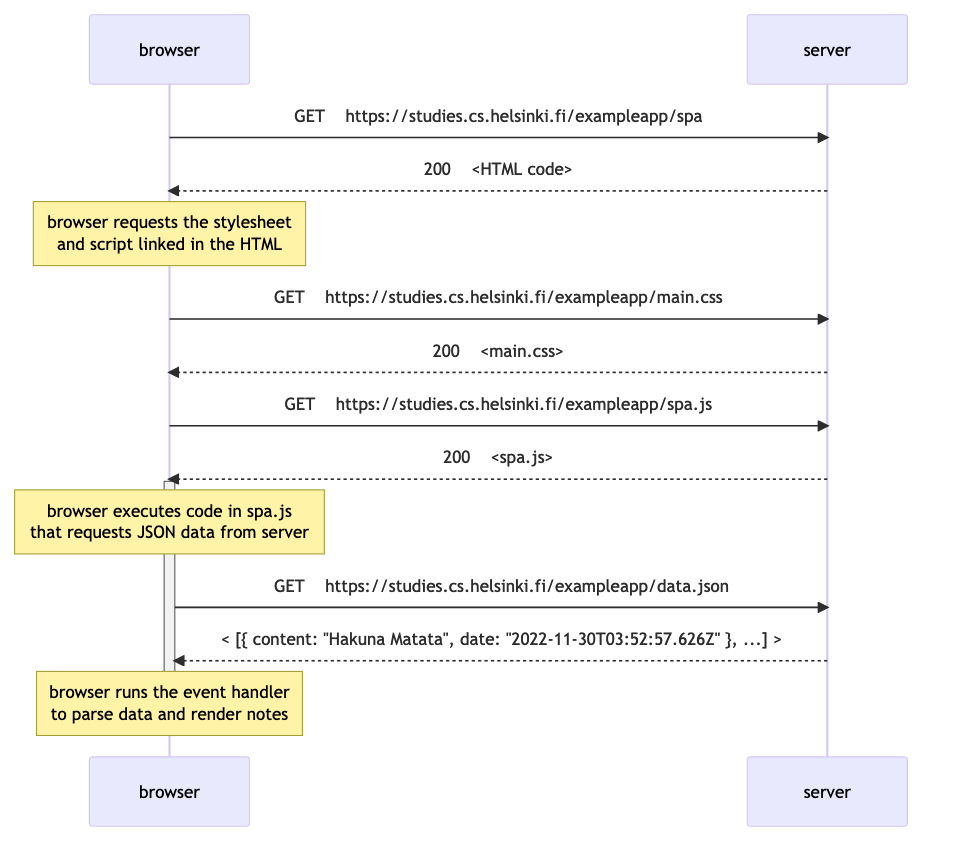 browser server
GET https://studies.cs.helsinki.fi/exampleapp/spa
200 <HTML code>
browser requests the stylesheet
and script linked in the HTML
GET https://studies.cs.helsinki.fi/exampleapp/main.css
200 <main.css>
GET https://studies.cs.helsinki.fi/exampleapp/spa.js
200 <spa.js>
browser executes code in spa.js
that requests JSON data from server
GET https://studies.cs.helsinki.fi/exampleapp/data.json
< [{ content: "Hakuna Matata", date: "2022-11-30T03:52:57.626Z" }, ...] >
browser runs the event handler
to parse data and render notes
browser server